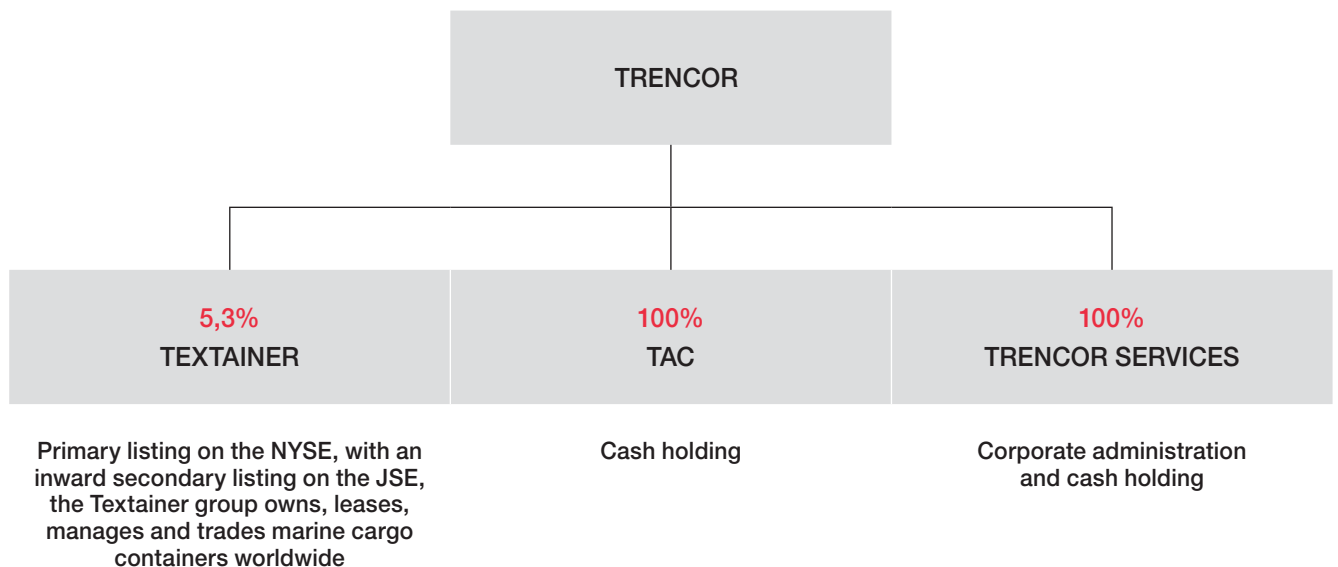 TRENCOR
5,3%
TEXTAINER
100%
TAC
100%
TRENCOR SERVICES
Primary listing on the NYSE, with an
inward secondary listing on the JSE,
the Textainer group owns, leases,
manages and trades marine cargo
containers worldwide
Cash holding
Corporate administration
and cash holding